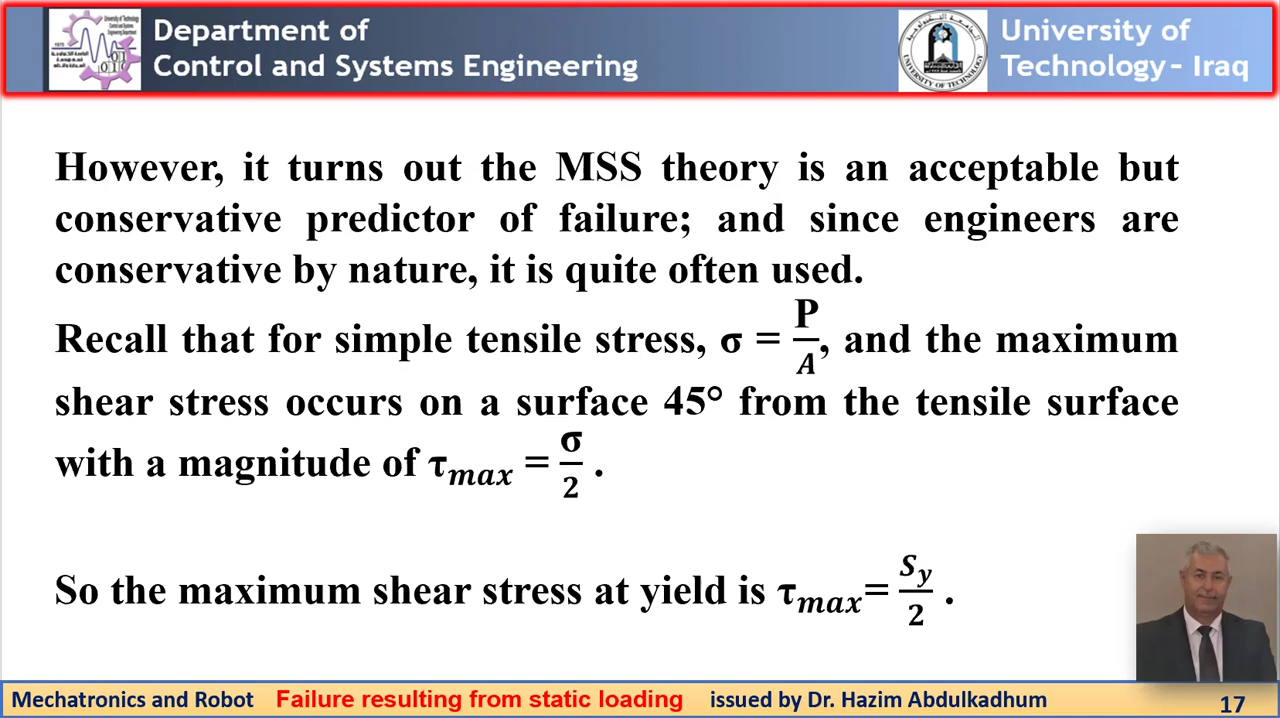 Department of
Control and Systems Engineering
University of
Technology - Iraq
However, it turns out the MSS theory is an acceptable but
conservative predictor of failure; and since engineers are
conservative by nature, it is quite often used.
Recall that for simple tensile stress, σ = P/A, and the maximum
shear stress occurs on a surface 45° from the tensile surface
with a magnitude of τmax = σ/2 .
So the maximum shear stress at yield is τmax= Sy/2 .
Mechatronics and Robot Failure resulting from static loading issued by Dr. Hazim Abdulkadhum 17